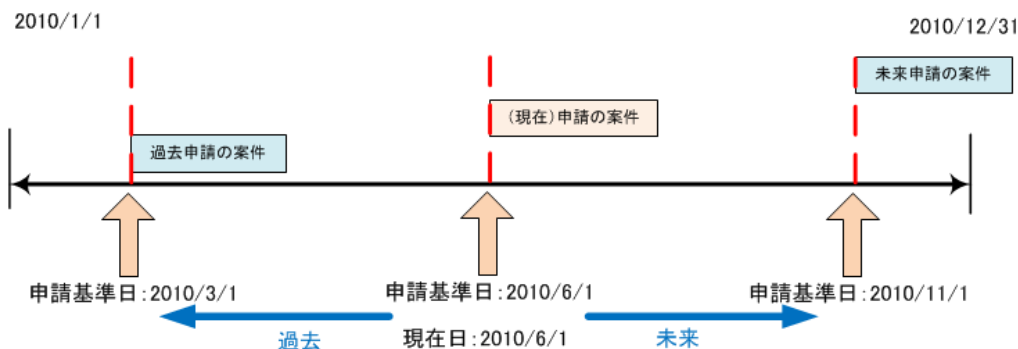 2010/1/1
2010/12/31
未来申請の案件
(現在)申請の案件
過去申請の案件
申請基準日:2010/3/1
申請基準日:2010/6/1
申請基準日:2010/11/1
過去
現在日:2010/6/1
未来